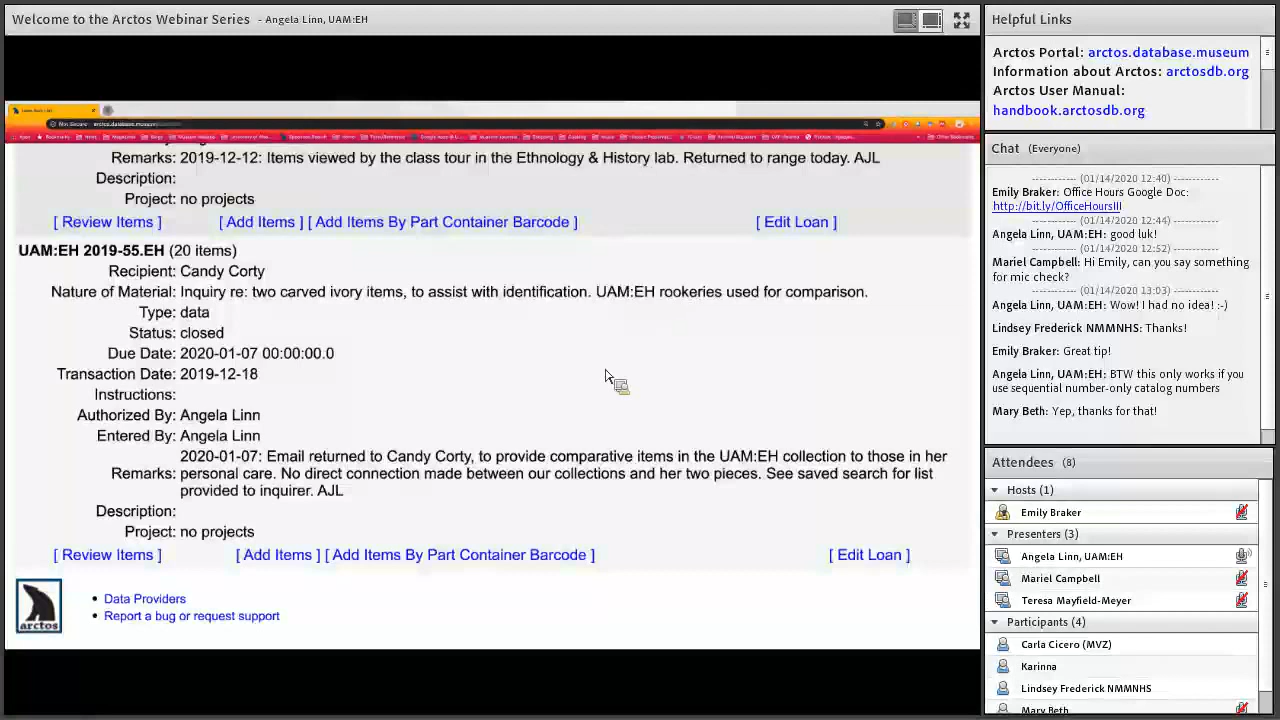 Welcome to the Arctos Webinar Series - Angela Linn, UAM:EH
Remarks: 2019-12-12: Items viewed by the class tour in the Ethnology & History lab. Returned to range today. AJL
Description:
Project: no projects
[ Review Items ] [ Add Items ] [ Add Items By Part Container Barcode ] [ Edit Loan ]
UAM:EH 2019-55.EH (20 items)
Recipient: Candy Corty
Nature of Material: Inquiry re: two carved ivory items, to assist with identification. UAM:EH rookeries used for comparison.
Type: data
Status: closed
Due Date: 2020-01-07 00:00:00.0
Transaction Date: 2019-12-18
Instructions:
Authorized By: Angela Linn
Entered By: Angela Linn
2020-01-07: Email returned to Candy Corty, to provide comparative items in the UAM:EH collection to those in her
Remarks: personal care. No direct connection made between our collections and her two pieces. See saved search for list
provided to inquirer. AJL
Description:
Project: no projects
[ Review Items ] [ Add Items ] [ Add Items By Part Container Barcode ] [ Edit Loan ]
arctos
• Data Providers
• Report a bug or request support
Helpful Links
Arctos Portal: arctos.database.museum
Information about Arctos: arctosdb.org
Arctos User Manual:
handbook.arctosdb.org
Chat (Everyone)
------------ (01/14/2020 12:40) ------------
Emily Braker: Office Hours Google Doc:
http://bit.ly/OfficeHoursIII
------------ (01/14/2020 12:44) ------------
Angela Linn, UAM:EH: good luk!
------------ (01/14/2020 12:52) ------------
Mariel Campbell: Hi Emily, can you say something
for mic check?
------------ (01/14/2020 13:03) ------------
Angela Linn, UAM:EH: Wow! I had no idea! :-)
Lindsey Frederick NMMNHS: Thanks!
Emily Braker: Great tip!
Angela Linn, UAM:EH: BTW this only works if you
use sequential number-only catalog numbers
Mary Beth: Yep, thanks for that!
Attendees (8)
Hosts (1)
Emily Braker
Presenters (3)
Angela Linn, UAM:EH
Mariel Campbell
Teresa Mayfield-Meyer
Participants (4)
Carla Cicero (MVZ)
Karinna
Lindsey Frederick NMMNHS
Mary Beth